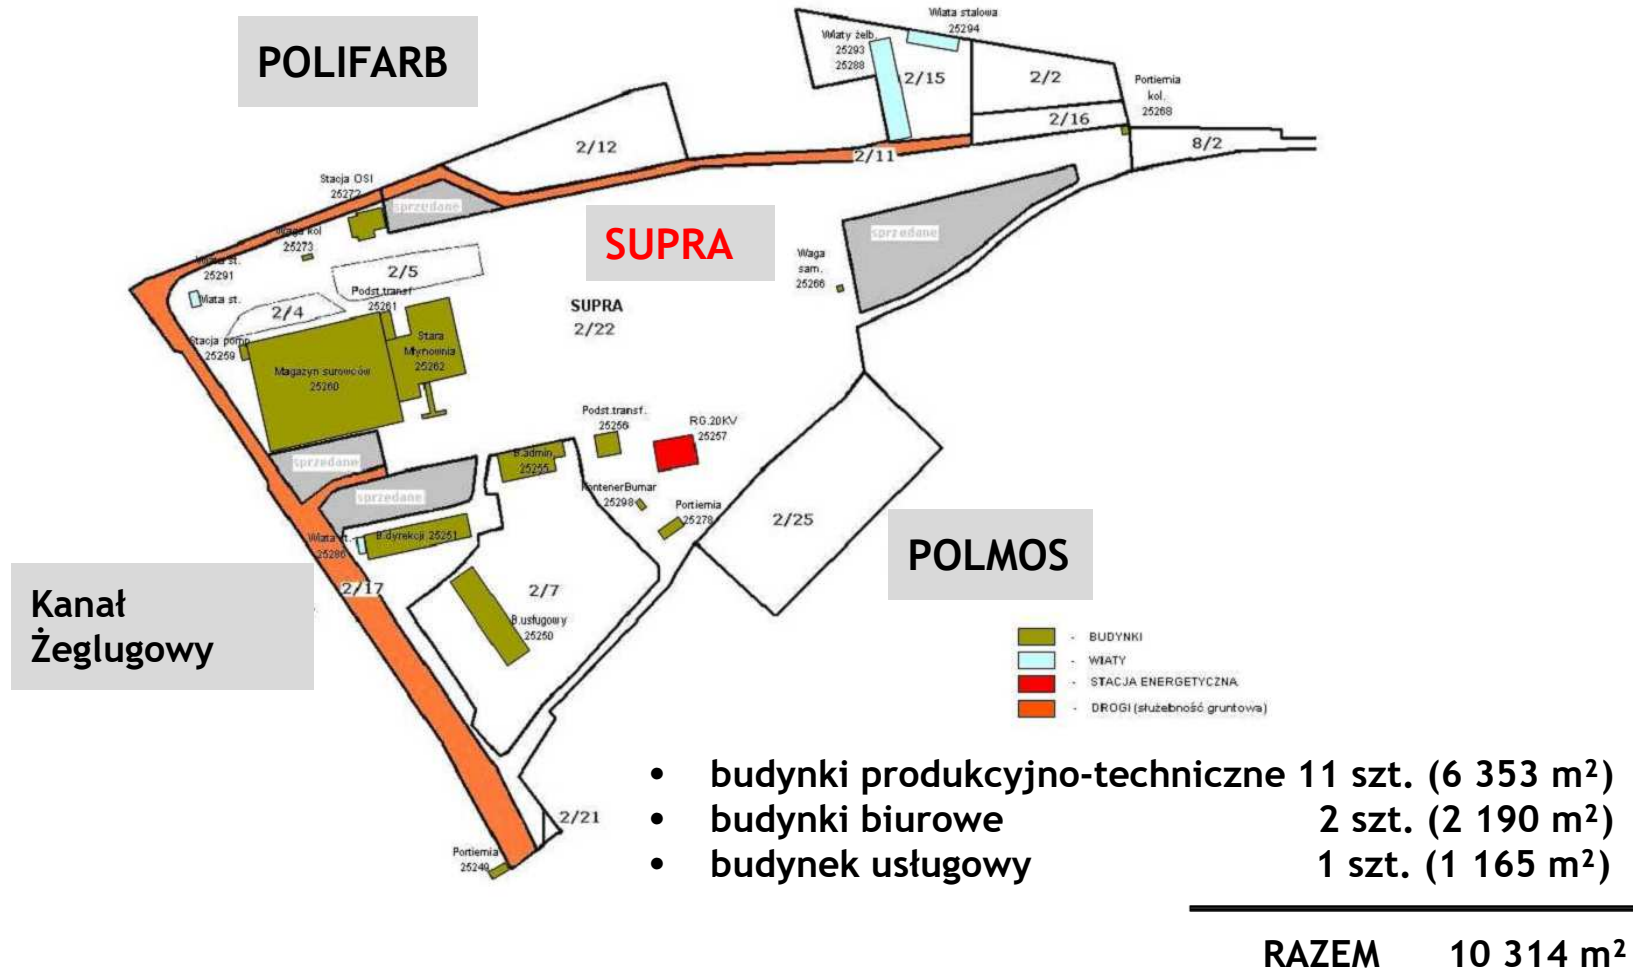 POLIFARB
Wiata stalowa
25294
Wiaty żelb.
25293
25288
2/15
2/2
Portiernia
kol.
25268
2/16
8/2
2/12
2/11
Stacja OSI
25272
sprzedane
SUPRA
sprzedane
Waga kol
25273
Wiata st.
25291
Wiata st.
2/5
Waga
sam.
25266
Podst.transf
25261
2/4
SUPRA
2/22
Stacja pomp
25259
Stara
Młynownia
25262
Magazyn surowców
25260
Podst.transf.
25256
RG.20KV
25257
B.admin.
25255
sprzedane
sprzedane
KontenerBumar
25298
Portiernia
25278
2/25
POLMOS
Wiata st.
25286
B.dyrekcji 25251
Kanał
Żeglugowy
2/17
2/7
B.usługowy
25250
- BUDYNKI
- WIATY
- STACJA ENERGETYCZNA
- DROGI (służebność gruntowa)
2/21
Portiernia
25249
• budynki produkcyjno-techniczne 11 szt. (6 353 m²)
• budynki biurowe 2 szt. (2 190 m²)
• budynek usługowy 1 szt. (1 165 m²)
RAZEM 10 314 m²